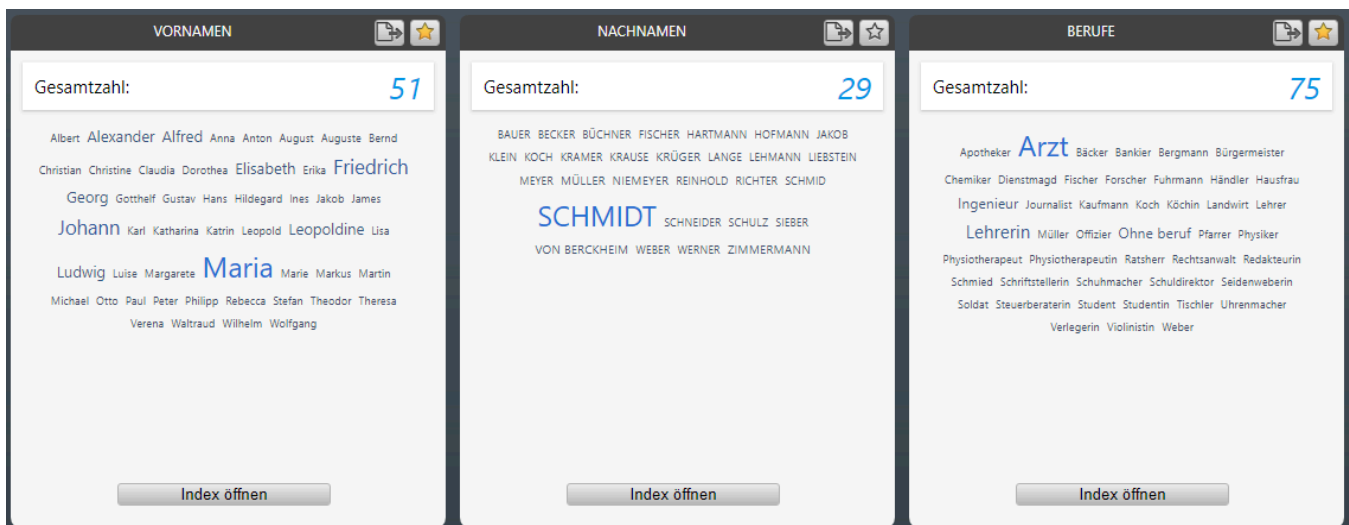 VORNAMEN
Gesamtzahl: 51
Albert Alexander Alfred Anna Anton August Auguste Bernd
Christian Christine Claudia Dorothea Elisabeth Erika Friedrich
Georg Gotthelf Gustav Hans Hildegard Ines Jakob James
Johann Karl Katharina Katrin Leopold Leopoldine Lisa
Ludwig Luise Margarete Maria Marie Markus Martin
Michael Otto Paul Peter Philipp Rebecca Stefan Theodor Theresa
Verena Waltraud Wilhelm Wolfgang
Index öffnen
NACHNAMEN
Gesamtzahl: 29
BAUER BECKER BÜCHNER FISCHER HARTMANN HOFMANN JAKOB
KLEIN KOCH KRAMER KRAUSE KRÜGER LANGE LEHMANN LIEBSTEIN
MEYER MÜLLER NIEMEYER REINHOLD RICHTER SCHMID
SCHMIDT SCHNEIDER SCHULZ SIEBER
VON BERCKHEIM WEBER WERNER ZIMMERMANN
Index öffnen
BERUFE
Gesamtzahl: 75
Apotheker Arzt Bäcker Bankier Bergmann Bürgermeister
Chemiker Dienstmagd Fischer Forscher Fuhrmann Händler Hausfrau
Ingenieur Journalist Kaufmann Koch Köchin Landwirt Lehrer
Lehrerin Müller Offizier Ohne beruf Pfarrer Physiker
Physiotherapeut Physiotherapeutin Ratsherr Rechtsanwalt Redakteurin
Schmied Schriftstellerin Schuhmacher Schuldirektor Seidenweberin
Soldat Steuerberaterin Student Studentin Tischler Uhrenmacher
Verlegerin Violinistin Weber
Index öffnen